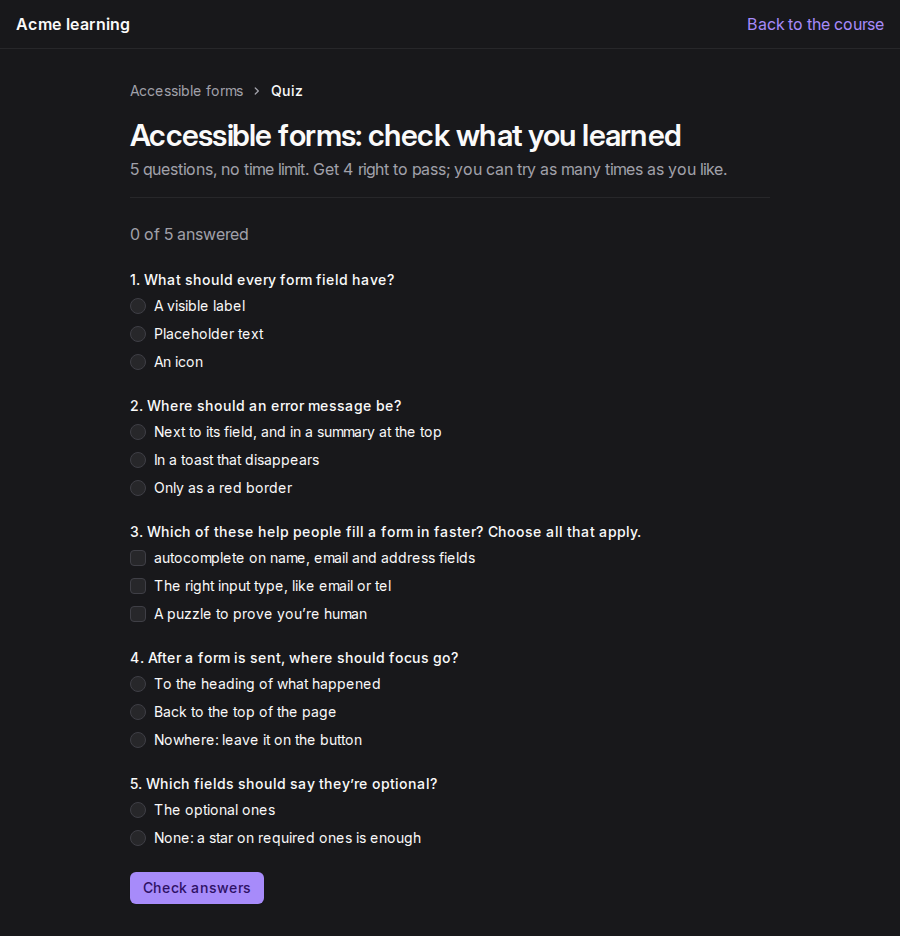 Acme learning
Back to the course
Accessible forms > Quiz
Accessible forms: check what you learned
5 questions, no time limit. Get 4 right to pass; you can try as many times as you like.
0 of 5 answered
1. What should every form field have?
A visible label
Placeholder text
An icon
2. Where should an error message be?
Next to its field, and in a summary at the top
In a toast that disappears
Only as a red border
3. Which of these help people fill a form in faster? Choose all that apply.
autocomplete on name, email and address fields
The right input type, like email or tel
A puzzle to prove you’re human
4. After a form is sent, where should focus go?
To the heading of what happened
Back to the top of the page
Nowhere: leave it on the button
5. Which fields should say they’re optional?
The optional ones
None: a star on required ones is enough
Check answers